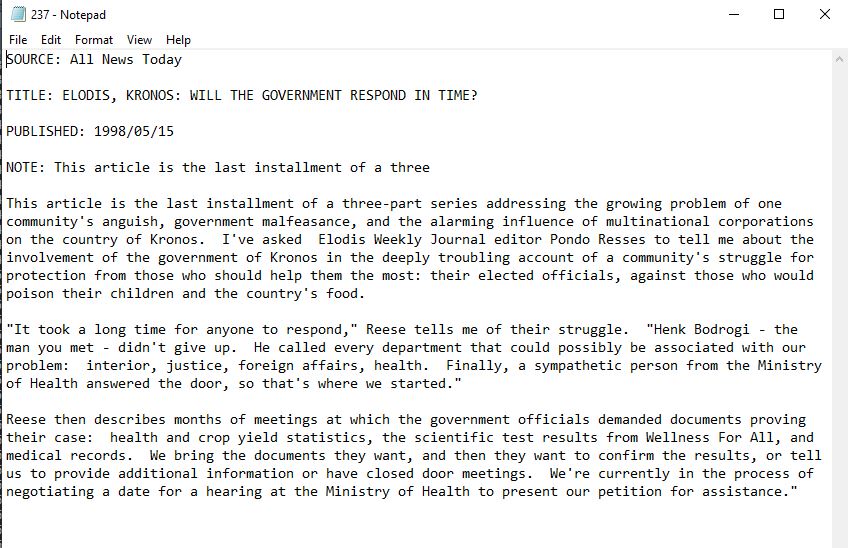 237 - Notepad
File Edit Format View Help
SOURCE: All News Today
TITLE: ELODIS, KRONOS: WILL THE GOVERNMENT RESPOND IN TIME?
PUBLISHED: 1998/05/15
NOTE: This article is the last installment of a three
This article is the last installment of a three-part series addressing the growing problem of one
community's anguish, government malfeasance, and the alarming influence of multinational corporations
on the country of Kronos.  I've asked  Elodis Weekly Journal editor Pondo Resses to tell me about the
involvement of the government of Kronos in the deeply troubling account of a community's struggle for
protection from those who should help them the most: their elected officials, against those who would
poison their children and the country's food.
"It took a long time for anyone to respond," Reese tells me of their struggle.  "Henk Bodrogi - the
man you met - didn't give up.  He called every department that could possibly be associated with our
problem:  interior, justice, foreign affairs, health.  Finally, a sympathetic person from the Ministry
of Health answered the door, so that's where we started."
Reese then describes months of meetings at which the government officials demanded documents proving
their case:  health and crop yield statistics, the scientific test results from Wellness For All, and
medical records.  We bring the documents they want, and then they want to confirm the results, or tell
us to provide additional information or have closed door meetings.  We're currently in the process of
negotiating a date for a hearing at the Ministry of Health to present our petition for assistance."